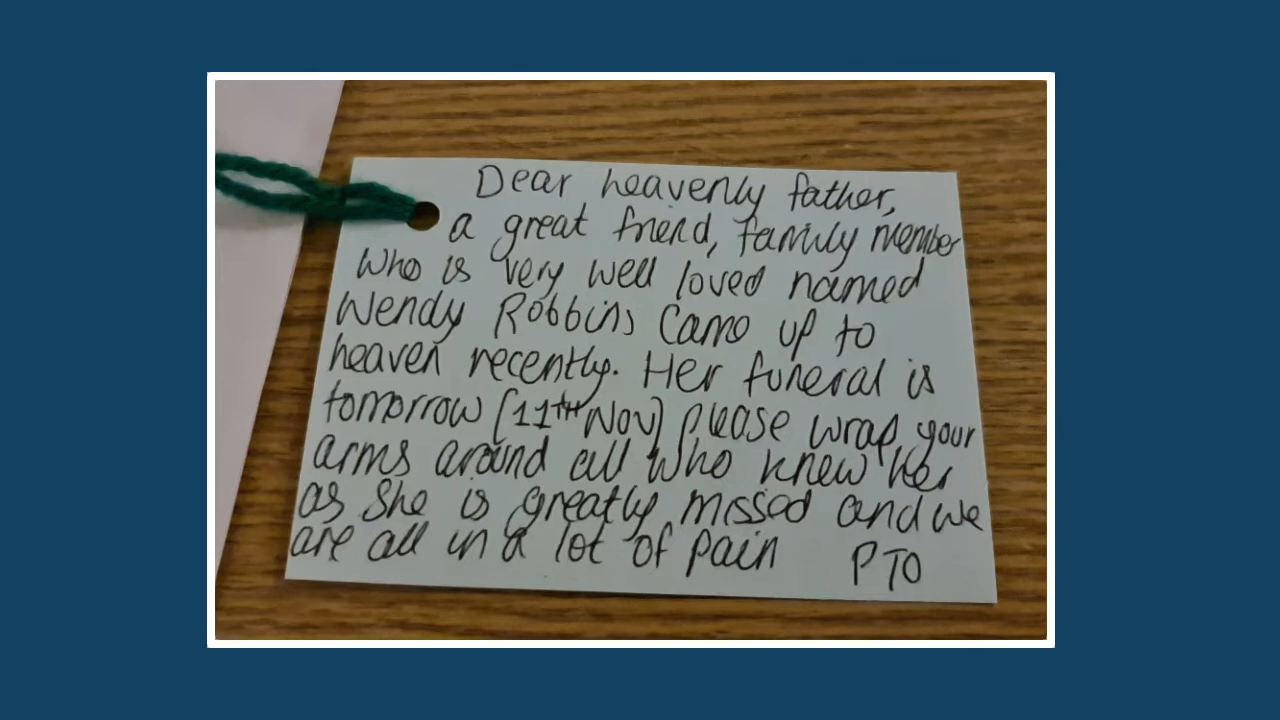 Dear heavenly father,
a great friend, family member
who is very well loved named
Wendy Robbins came up to
heaven recently. Her funeral is
tomorrow (11TH Nov) please wrap your
arms around all who knew her
as she is greatly missed and we
are all in a lot of pain PTO